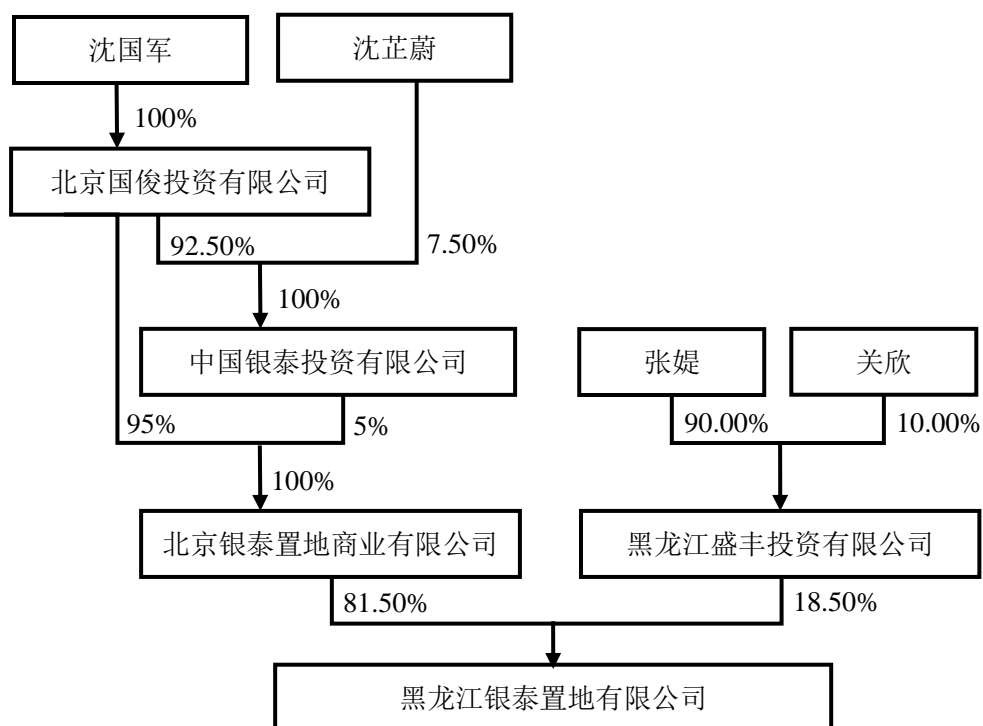 沈国军
沈芷蔚
100%
北京国俊投资有限公司
92.50%
7.50%
100%
中国银泰投资有限公司
张媞
关欣
95%
5%
90.00%
10.00%
100%
北京银泰置地商业有限公司
黑龙江盛丰投资有限公司
81.50%
18.50%
黑龙江银泰置地有限公司